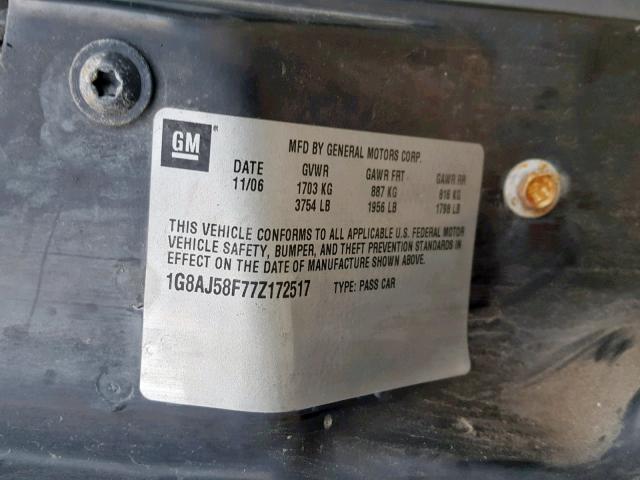 GM
MFD BY GENERAL MOTORS CORP.
DATE GVWR GAWR FRT GAWR RR
11/06 1703 KG 887 KG 816 KG
3754 LB 1956 LB 1798 LB
THIS VEHICLE CONFORMS TO ALL APPLICABLE U.S. FEDERAL MOTOR
VEHICLE SAFETY, BUMPER, AND THEFT PREVENTION STANDARDS IN
EFFECT ON THE DATE OF MANUFACTURE SHOWN ABOVE.
1G8AJ58F77Z172517 TYPE: PASS CAR